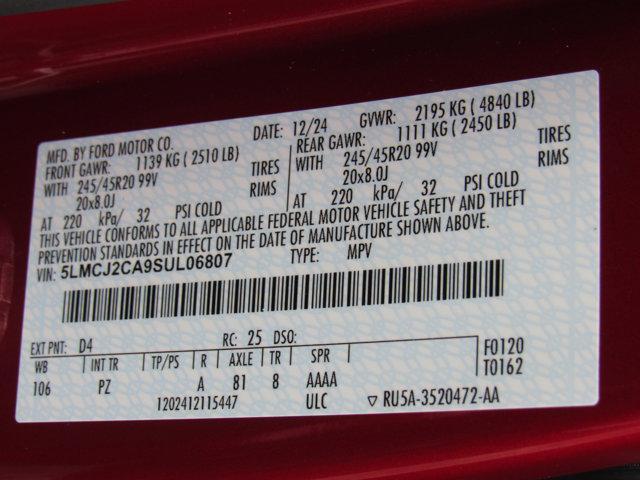 MFD. BY FORD MOTOR CO. DATE: 12/24 GVWR: 2195 KG ( 4840 LB)
FRONT GAWR: 1139 KG ( 2510 LB) REAR GAWR: 1111 KG ( 2450 LB)
WITH 245/45R20 99V TIRES WITH 245/45R20 99V TIRES
20x8.0J RIMS 20x8.0J RIMS
AT 220 kPa/ 32 PSI COLD AT 220 kPa/ 32 PSI COLD
THIS VEHICLE CONFORMS TO ALL APPLICABLE FEDERAL MOTOR VEHICLE SAFETY AND THEFT
PREVENTION STANDARDS IN EFFECT ON THE DATE OF MANUFACTURE SHOWN ABOVE.
VIN: 5LMCJ2CA9SUL06807 TYPE: MPV
EXT PNT: D4 RC: 25 DSO:
WB INT TR TP/PS R AXLE TR SPR F0120
106 PZ A 81 8 AAAA T0162
1202412115447 ULC ▽ RU5A-3520472-AA